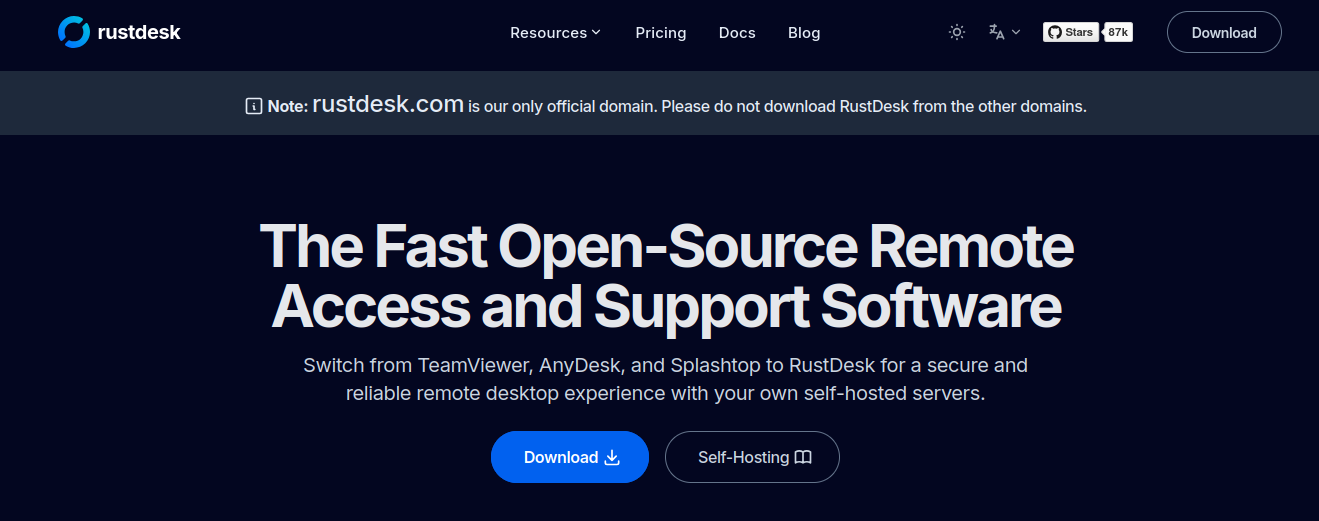 rustdesk
Resources Pricing Docs Blog
Stars 87k
Download
Note: rustdesk.com is our only official domain. Please do not download RustDesk from the other domains.
The Fast Open-Source Remote
Access and Support Software
Switch from TeamViewer, AnyDesk, and Splashtop to RustDesk for a secure and
reliable remote desktop experience with your own self-hosted servers.
Download
Self-Hosting